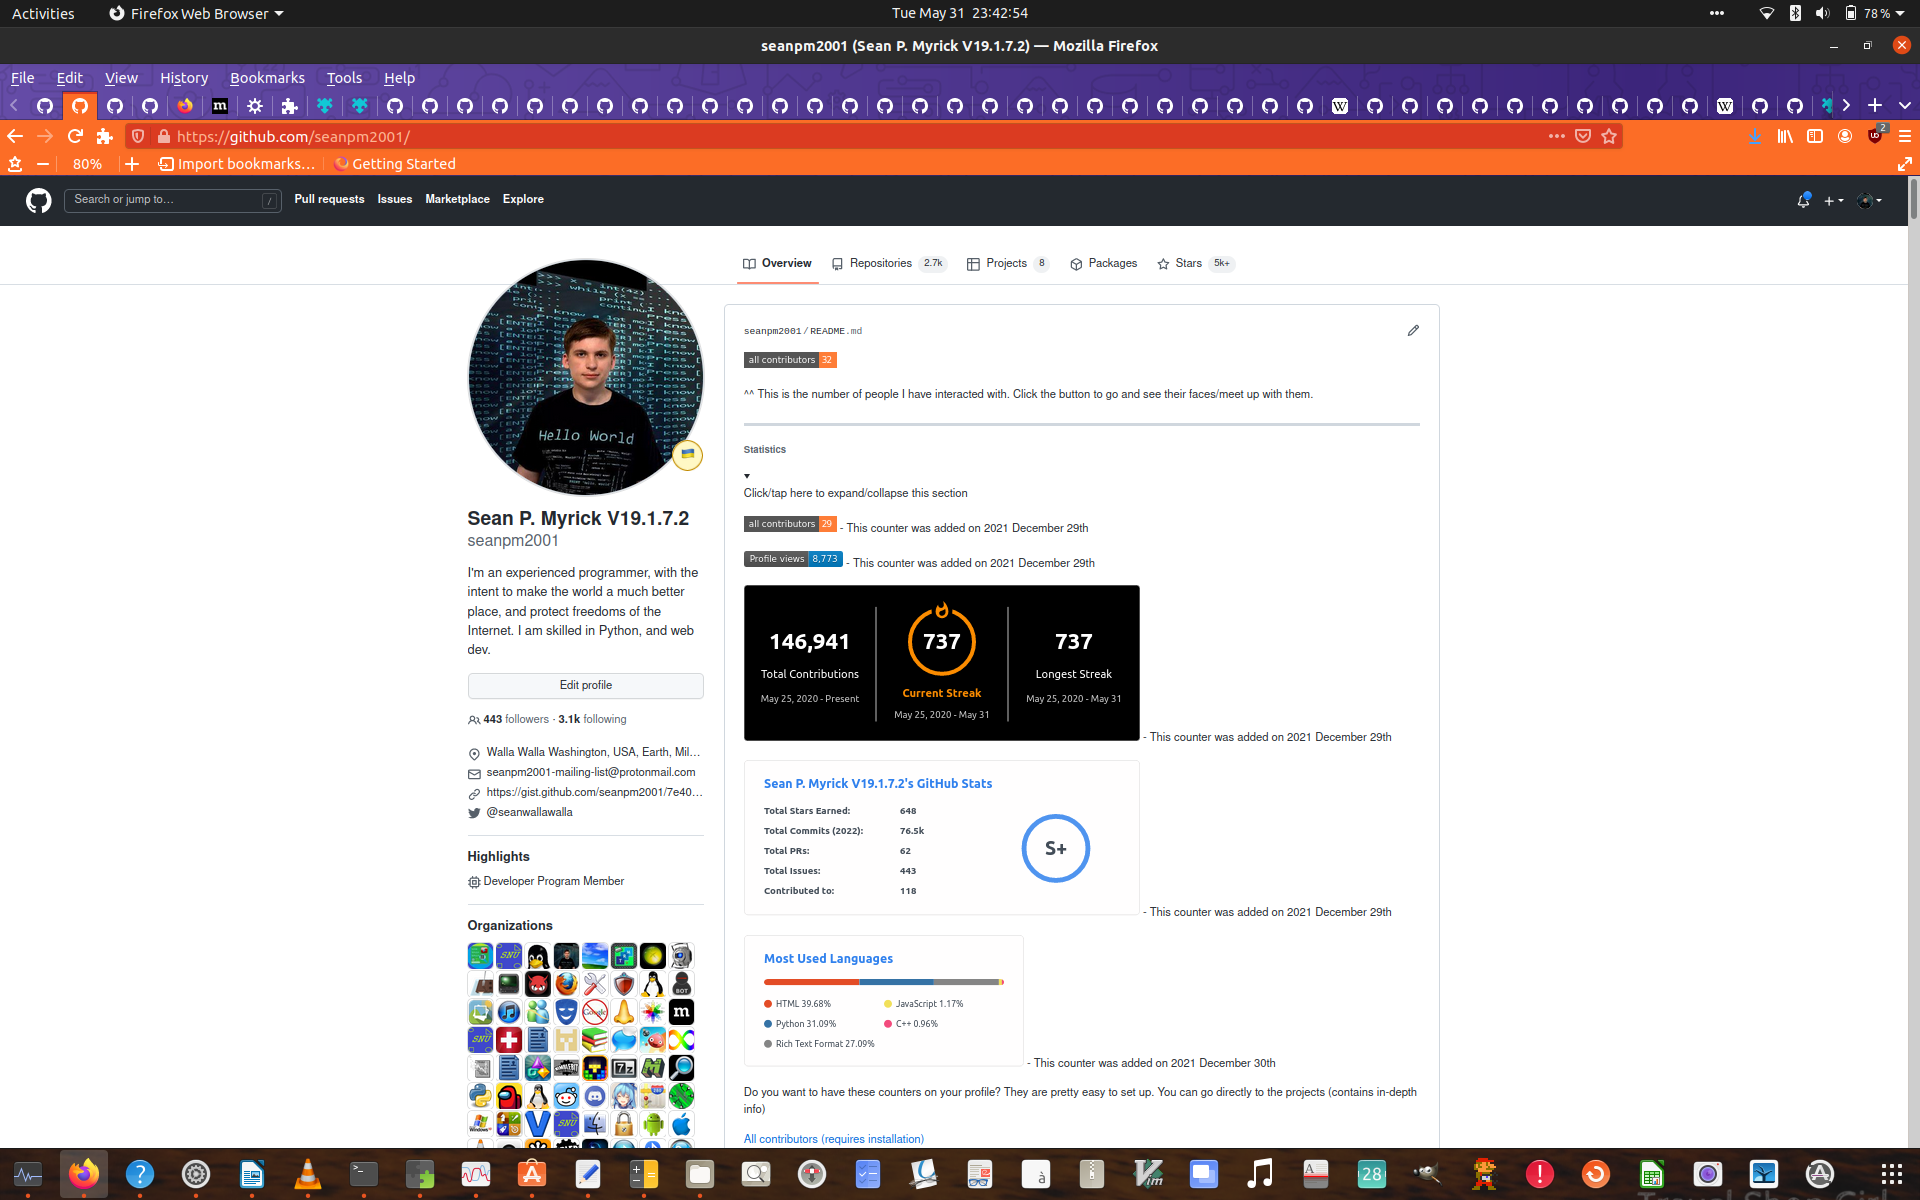 Activities
Firefox Web Browser
Tue May 31 23:42:54
78 %
seanpm2001 (Sean P. Myrick V19.1.7.2) — Mozilla Firefox
File Edit View History Bookmarks Tools Help
https://github.com/seanpm2001/
2
80%
Import bookmarks…
Getting Started
Search or jump to…
/
Pull requests Issues Marketplace Explore
Overview
Repositories 2.7k
Projects 8
Packages
Stars 5k+
Hello World
Sean P. Myrick V19.1.7.2
seanpm2001
I'm an experienced programmer, with the
intent to make the world a much better
place, and protect freedoms of the
Internet. I am skilled in Python, and web
dev.
Edit profile
443 followers · 3.1k following
Walla Walla Washington, USA, Earth, Mil…
seanpm2001-mailing-list@protonmail.com
https://gist.github.com/seanpm2001/7e40…
@seanwallawalla
Highlights
Developer Program Member
Organizations
seanpm2001/README.md
all contributors 32
^^ This is the number of people I have interacted with. Click the button to go and see their faces/meet up with them.
Statistics
Click/tap here to expand/collapse this section
all contributors 29 - This counter was added on 2021 December 29th
Profile views 8,773 - This counter was added on 2021 December 29th
146,941
Total Contributions
May 25, 2020 - Present
737
Current Streak
May 25, 2020 - May 31
737
Longest Streak
May 25, 2020 - May 31
- This counter was added on 2021 December 29th
Sean P. Myrick V19.1.7.2's GitHub Stats
Total Stars Earned: 648
Total Commits (2022): 76.5k
Total PRs: 62
Total Issues: 443
Contributed to: 118
S+
- This counter was added on 2021 December 29th
Most Used Languages
HTML 39.68%
JavaScript 1.17%
Python 31.09%
C++ 0.96%
Rich Text Format 27.09%
- This counter was added on 2021 December 30th
Do you want to have these counters on your profile? They are pretty easy to set up. You can go directly to the projects (contains in-depth
info)
All contributors (requires installation)
28